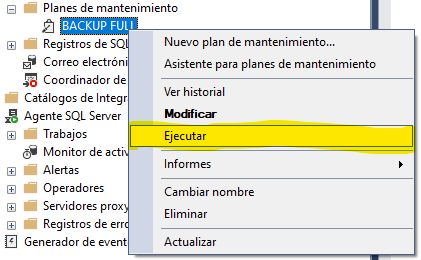 Planes de mantenimiento
BACKUP FULL
Registros de SQL
Correo electróni
Coordinador de
Catálogos de Integra
Agente SQL Server
Trabajos
Monitor de activ
Alertas
Operadores
Servidores proxy
Registros de erro
Generador de event
Nuevo plan de mantenimiento...
Asistente para planes de mantenimiento
Ver historial
Modificar
Ejecutar
Informes
Cambiar nombre
Eliminar
Actualizar